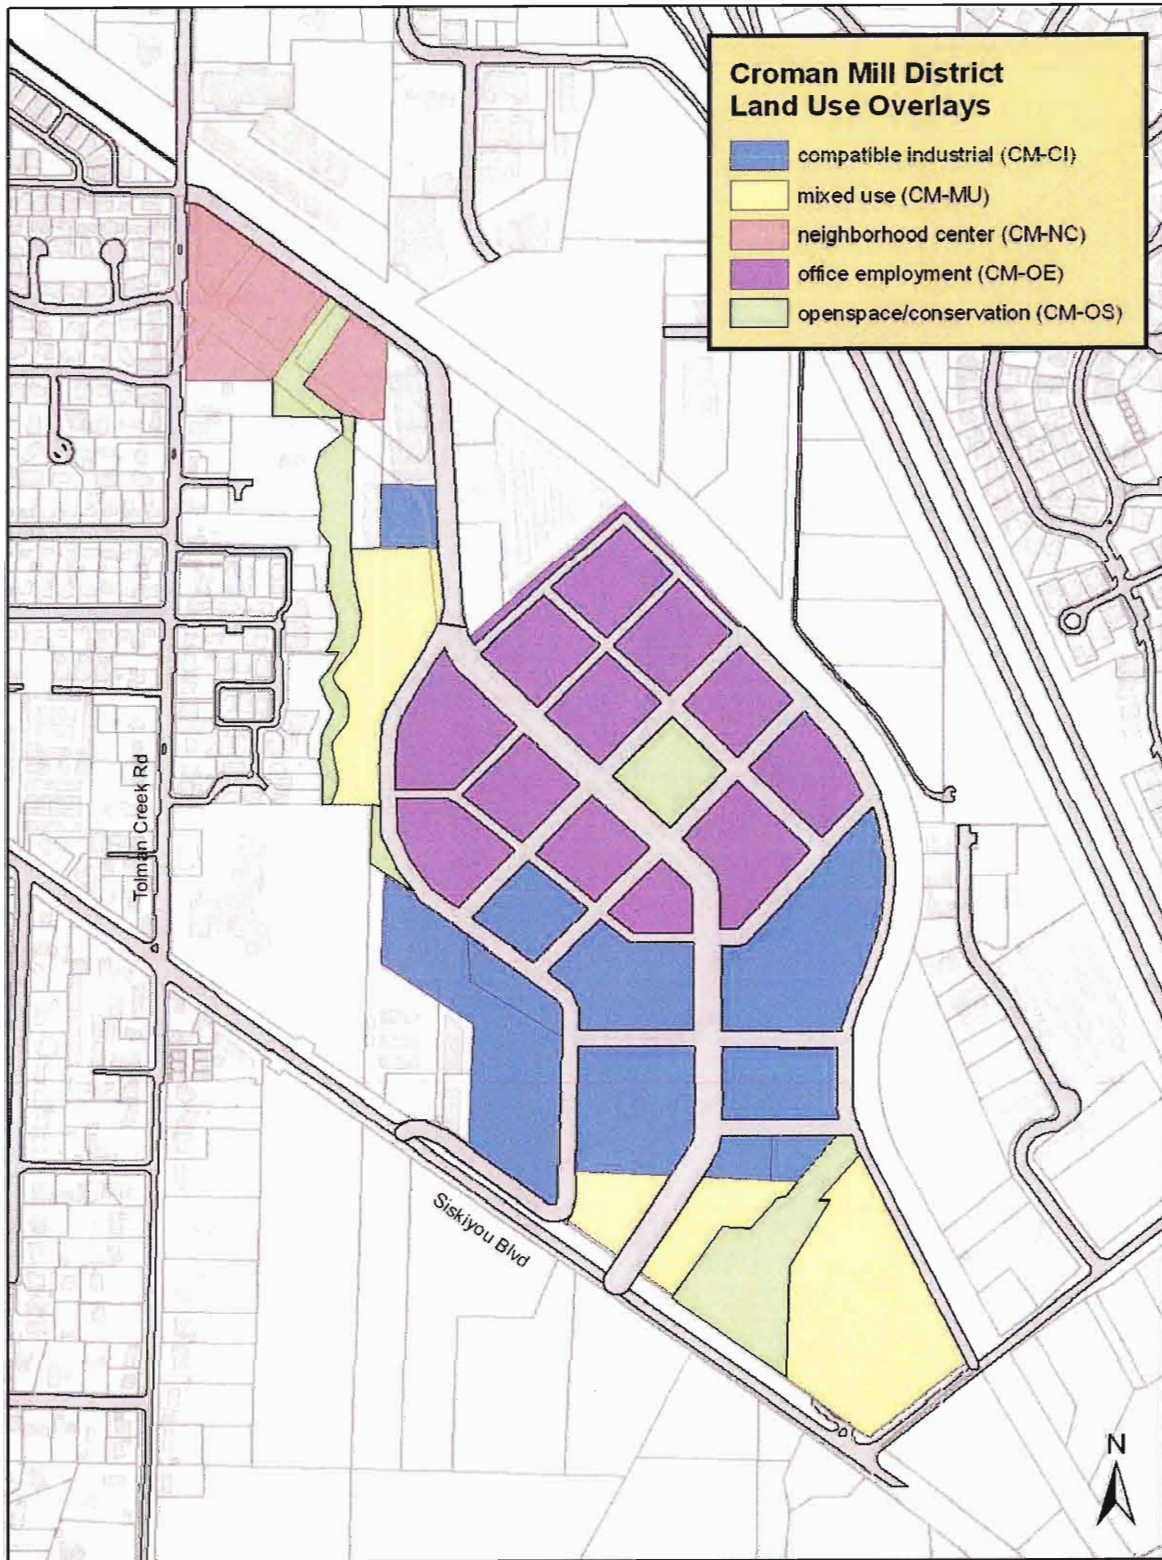 Croman Mill District
Land Use Overlays
compatible industrial (CM-CI)
mixed use (CM-MU)
neighborhood center (CM-NC)
office employment (CM-OE)
openspace/conservation (CM-OS)
Tolman Creek Rd
Siskiyou Blvd
N